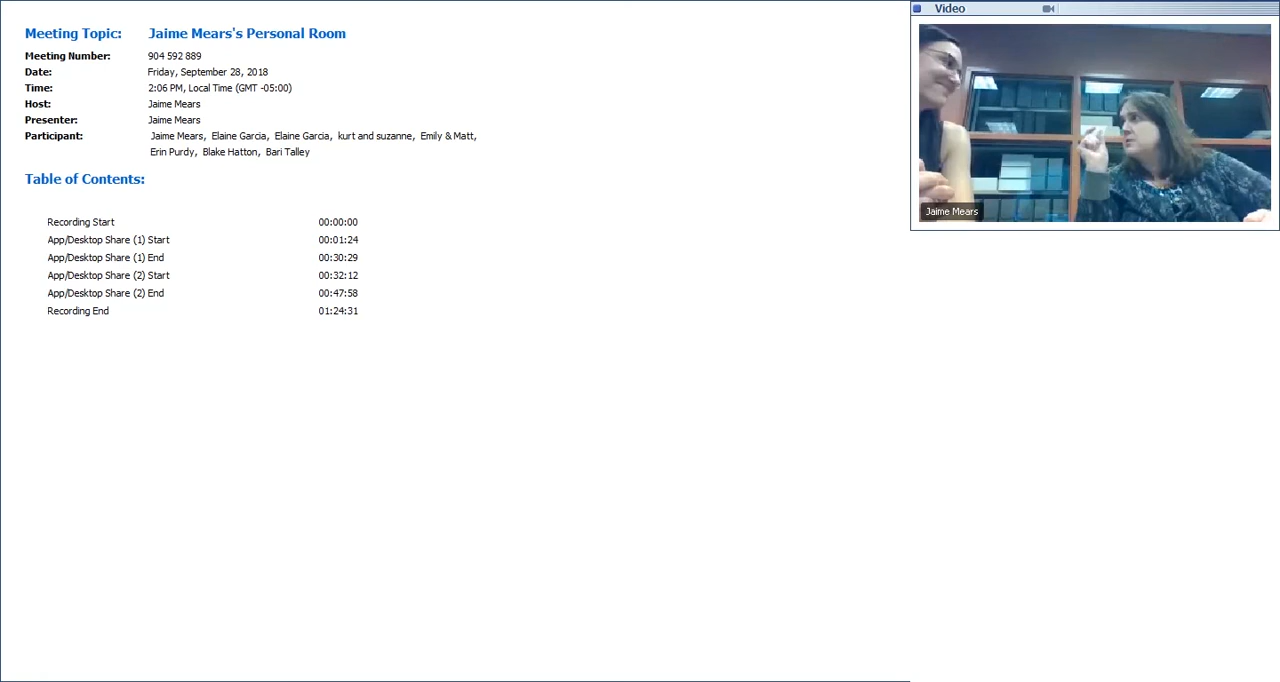 Meeting Topic: Jaime Mears's Personal Room
Meeting Number: 904 592 889
Date: Friday, September 28, 2018
Time: 2:06 PM, Local Time (GMT -05:00)
Host: Jaime Mears
Presenter: Jaime Mears
Participant: Jaime Mears, Elaine Garcia, Elaine Garcia, kurt and suzanne, Emily & Matt,
Erin Purdy, Blake Hatton, Bari Talley
Table of Contents:
Recording Start 00:00:00
App/Desktop Share (1) Start 00:01:24
App/Desktop Share (1) End 00:30:29
App/Desktop Share (2) Start 00:32:12
App/Desktop Share (2) End 00:47:58
Recording End 01:24:31
Video
Jaime Mears